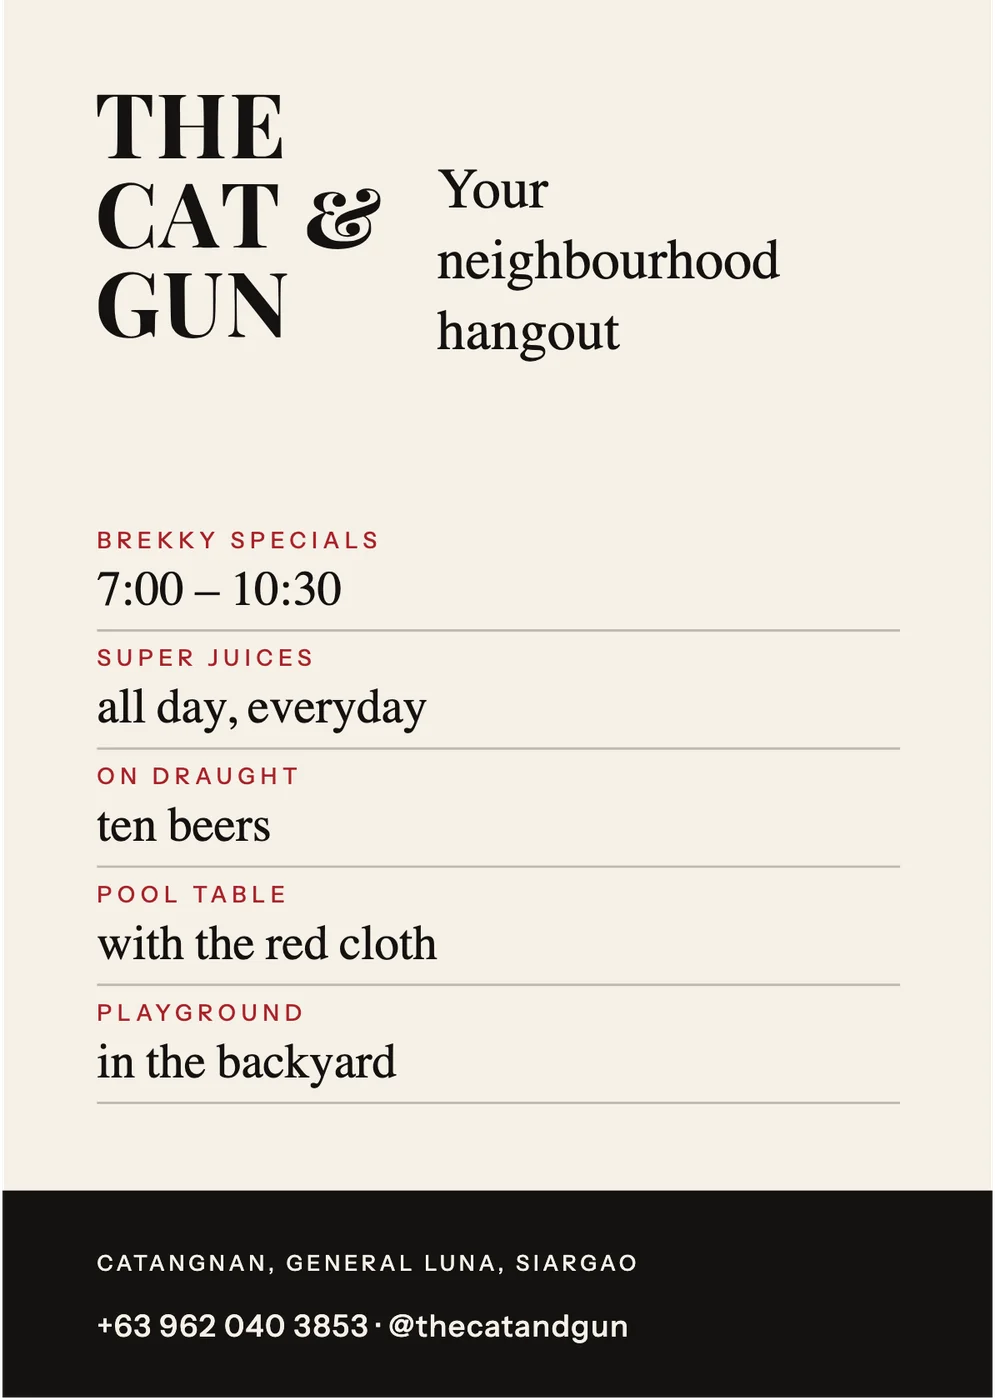 THE
CAT &
GUN
Your
neighbourhood
hangout
BREKKY SPECIALS
7:00 – 10:30
SUPER JUICES
all day, everyday
ON DRAUGHT
ten beers
POOL TABLE
with the red cloth
PLAYGROUND
in the backyard
CATANGNAN, GENERAL LUNA, SIARGAO
+63 962 040 3853 · @thecatandgun